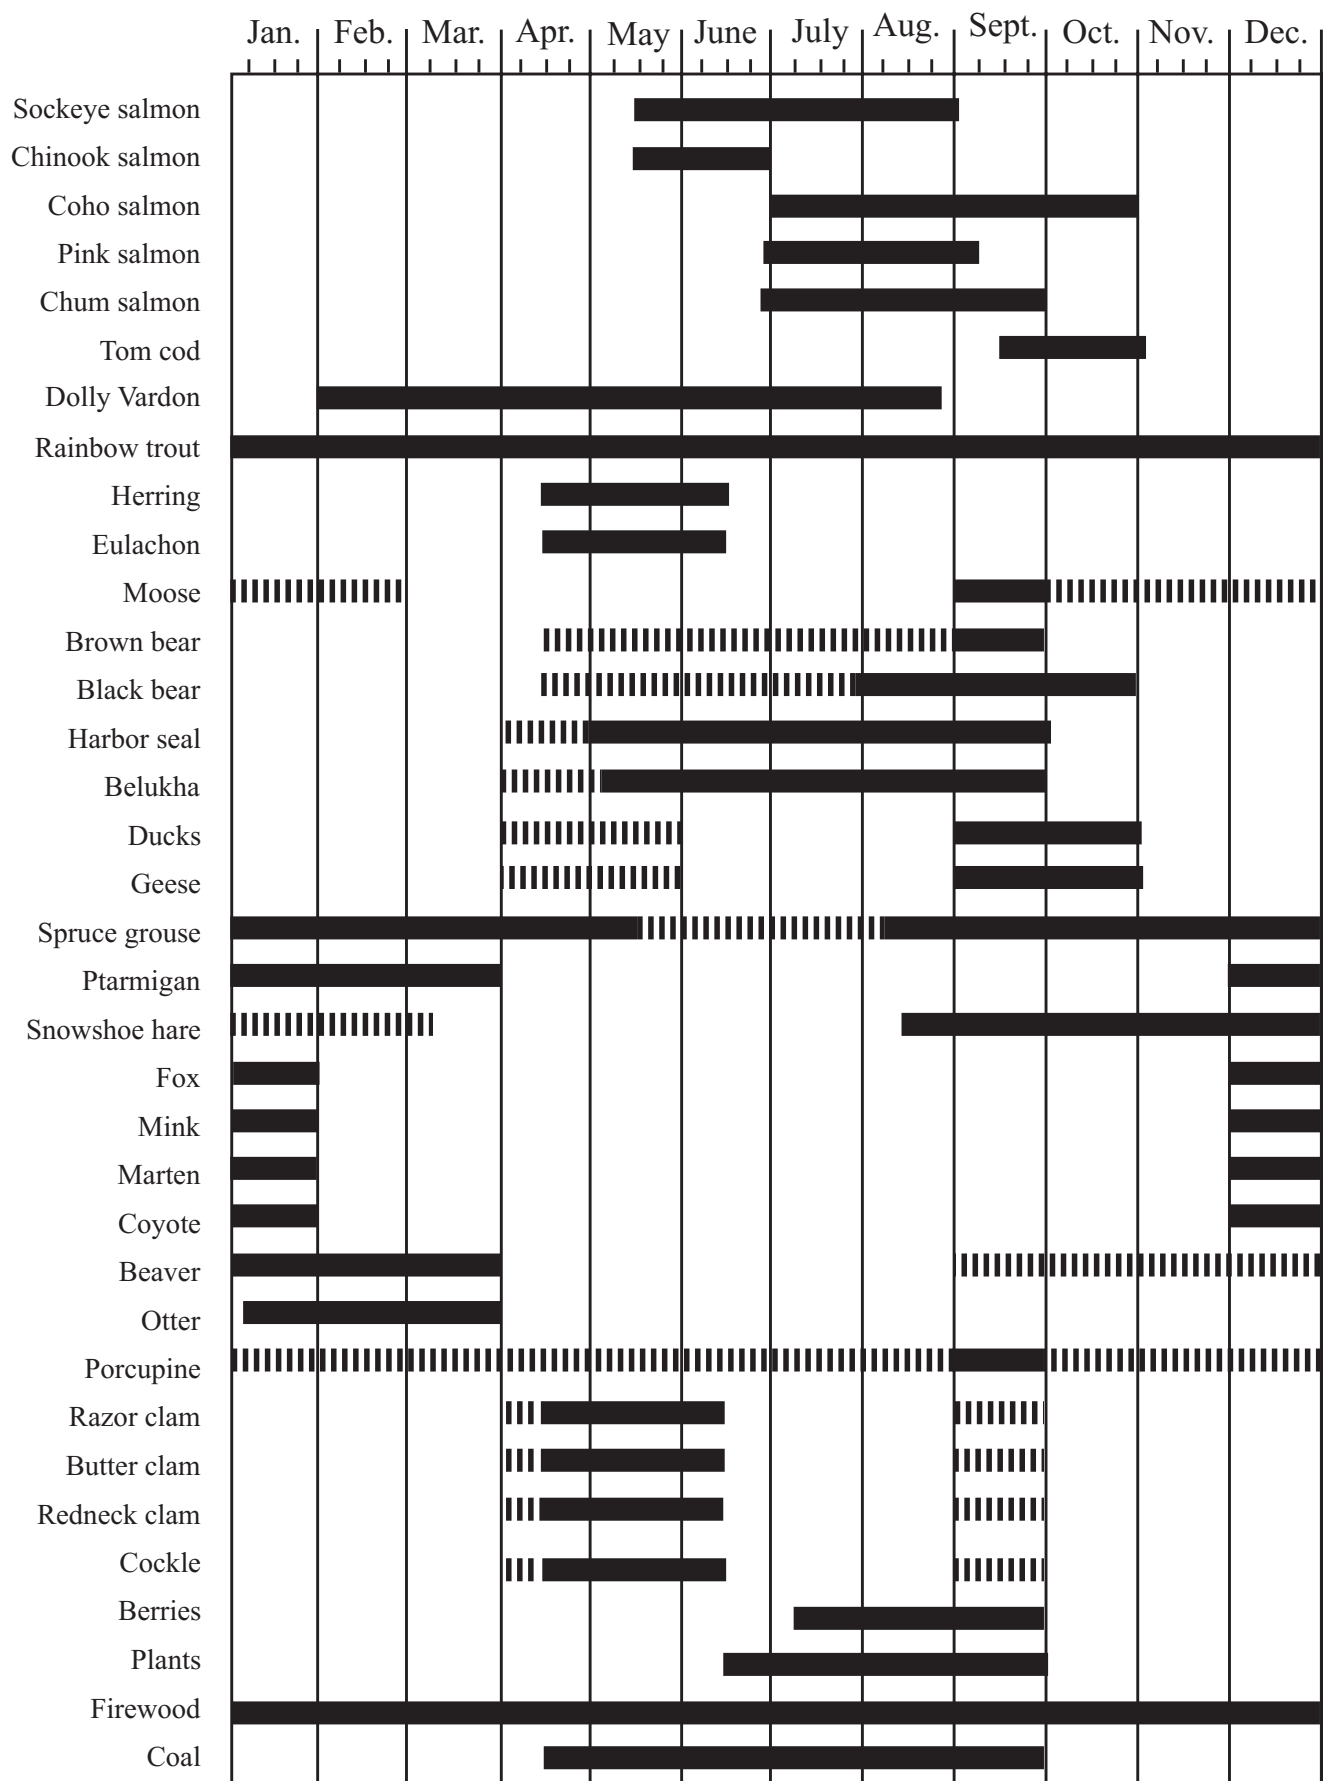 Jan. Feb. Mar. Apr. May June July Aug. Sept. Oct. Nov. Dec.
Sockeye salmon
Chinook salmon
Coho salmon
Pink salmon
Chum salmon
Tom cod
Dolly Vardon
Rainbow trout
Herring
Eulachon
Moose
Brown bear
Black bear
Harbor seal
Belukha
Ducks
Geese
Spruce grouse
Ptarmigan
Snowshoe hare
Fox
Mink
Marten
Coyote
Beaver
Otter
Porcupine
Razor clam
Butter clam
Redneck clam
Cockle
Berries
Plants
Firewood
Coal